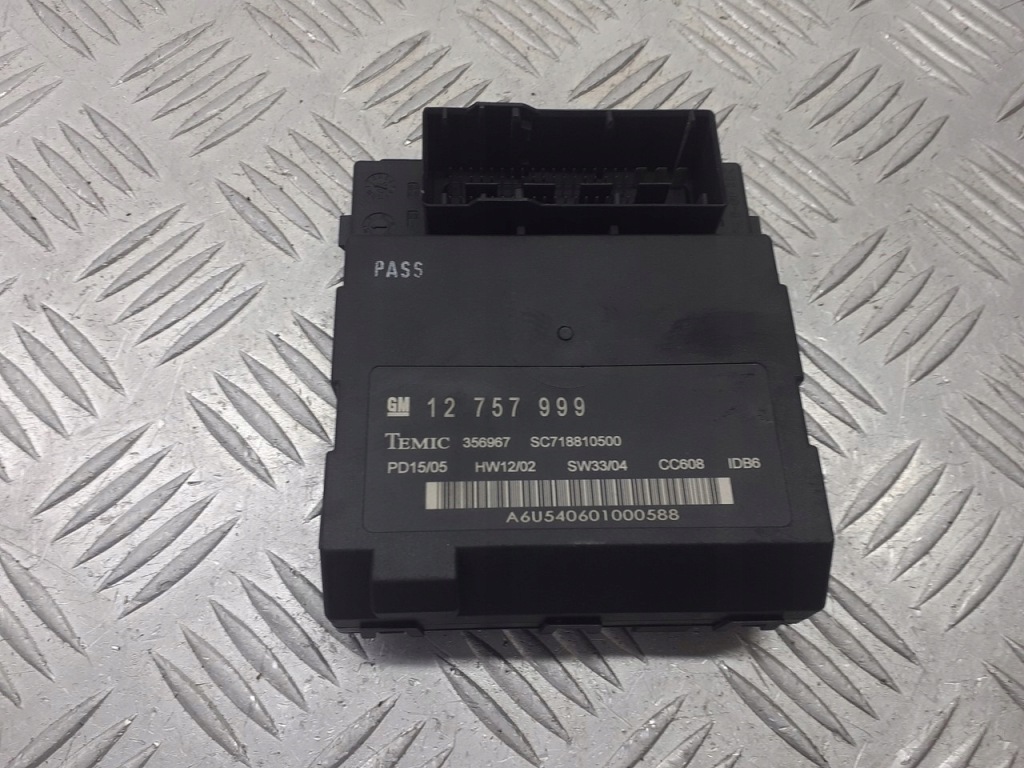 PASS
GM 12 757 999
TEMIC 356967 SC718810500
PD15/05 HW12/02 SW33/04 CC608 IDB6
A6U540601000588